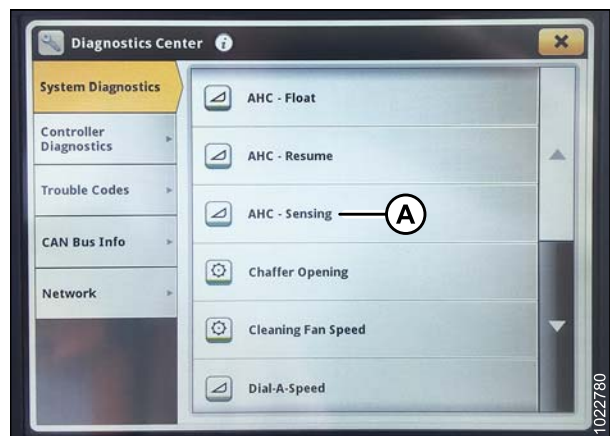 Diagnostics Center i
System Diagnostics
Controller
Diagnostics
Trouble Codes
CAN Bus Info
Network
AHC - Float
AHC - Resume
AHC - Sensing
A
Chaffer Opening
Cleaning Fan Speed
Dial-A-Speed
1022780